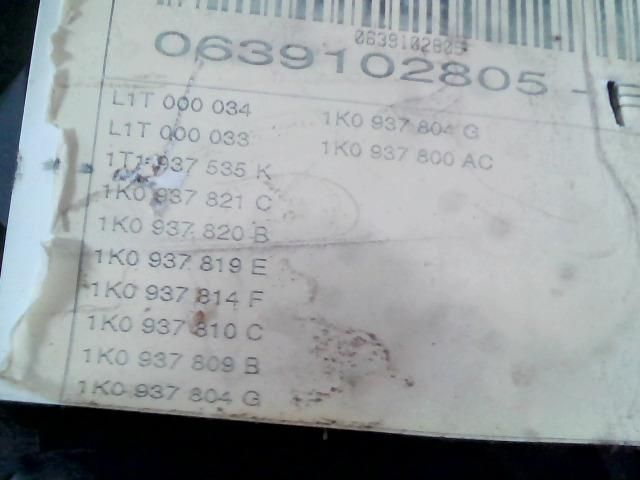 0639102805
0639102805 -
L1T 000 034
L1T 000 033
1T1 937 535 K
1K0 937 821 C
1K0 937 820 B
1K0 937 819 E
1K0 937 814 F
1K0 937 810 C
1K0 937 809 B
1K0 937 804 G
1K0 937 804 G
1K0 937 800 AC